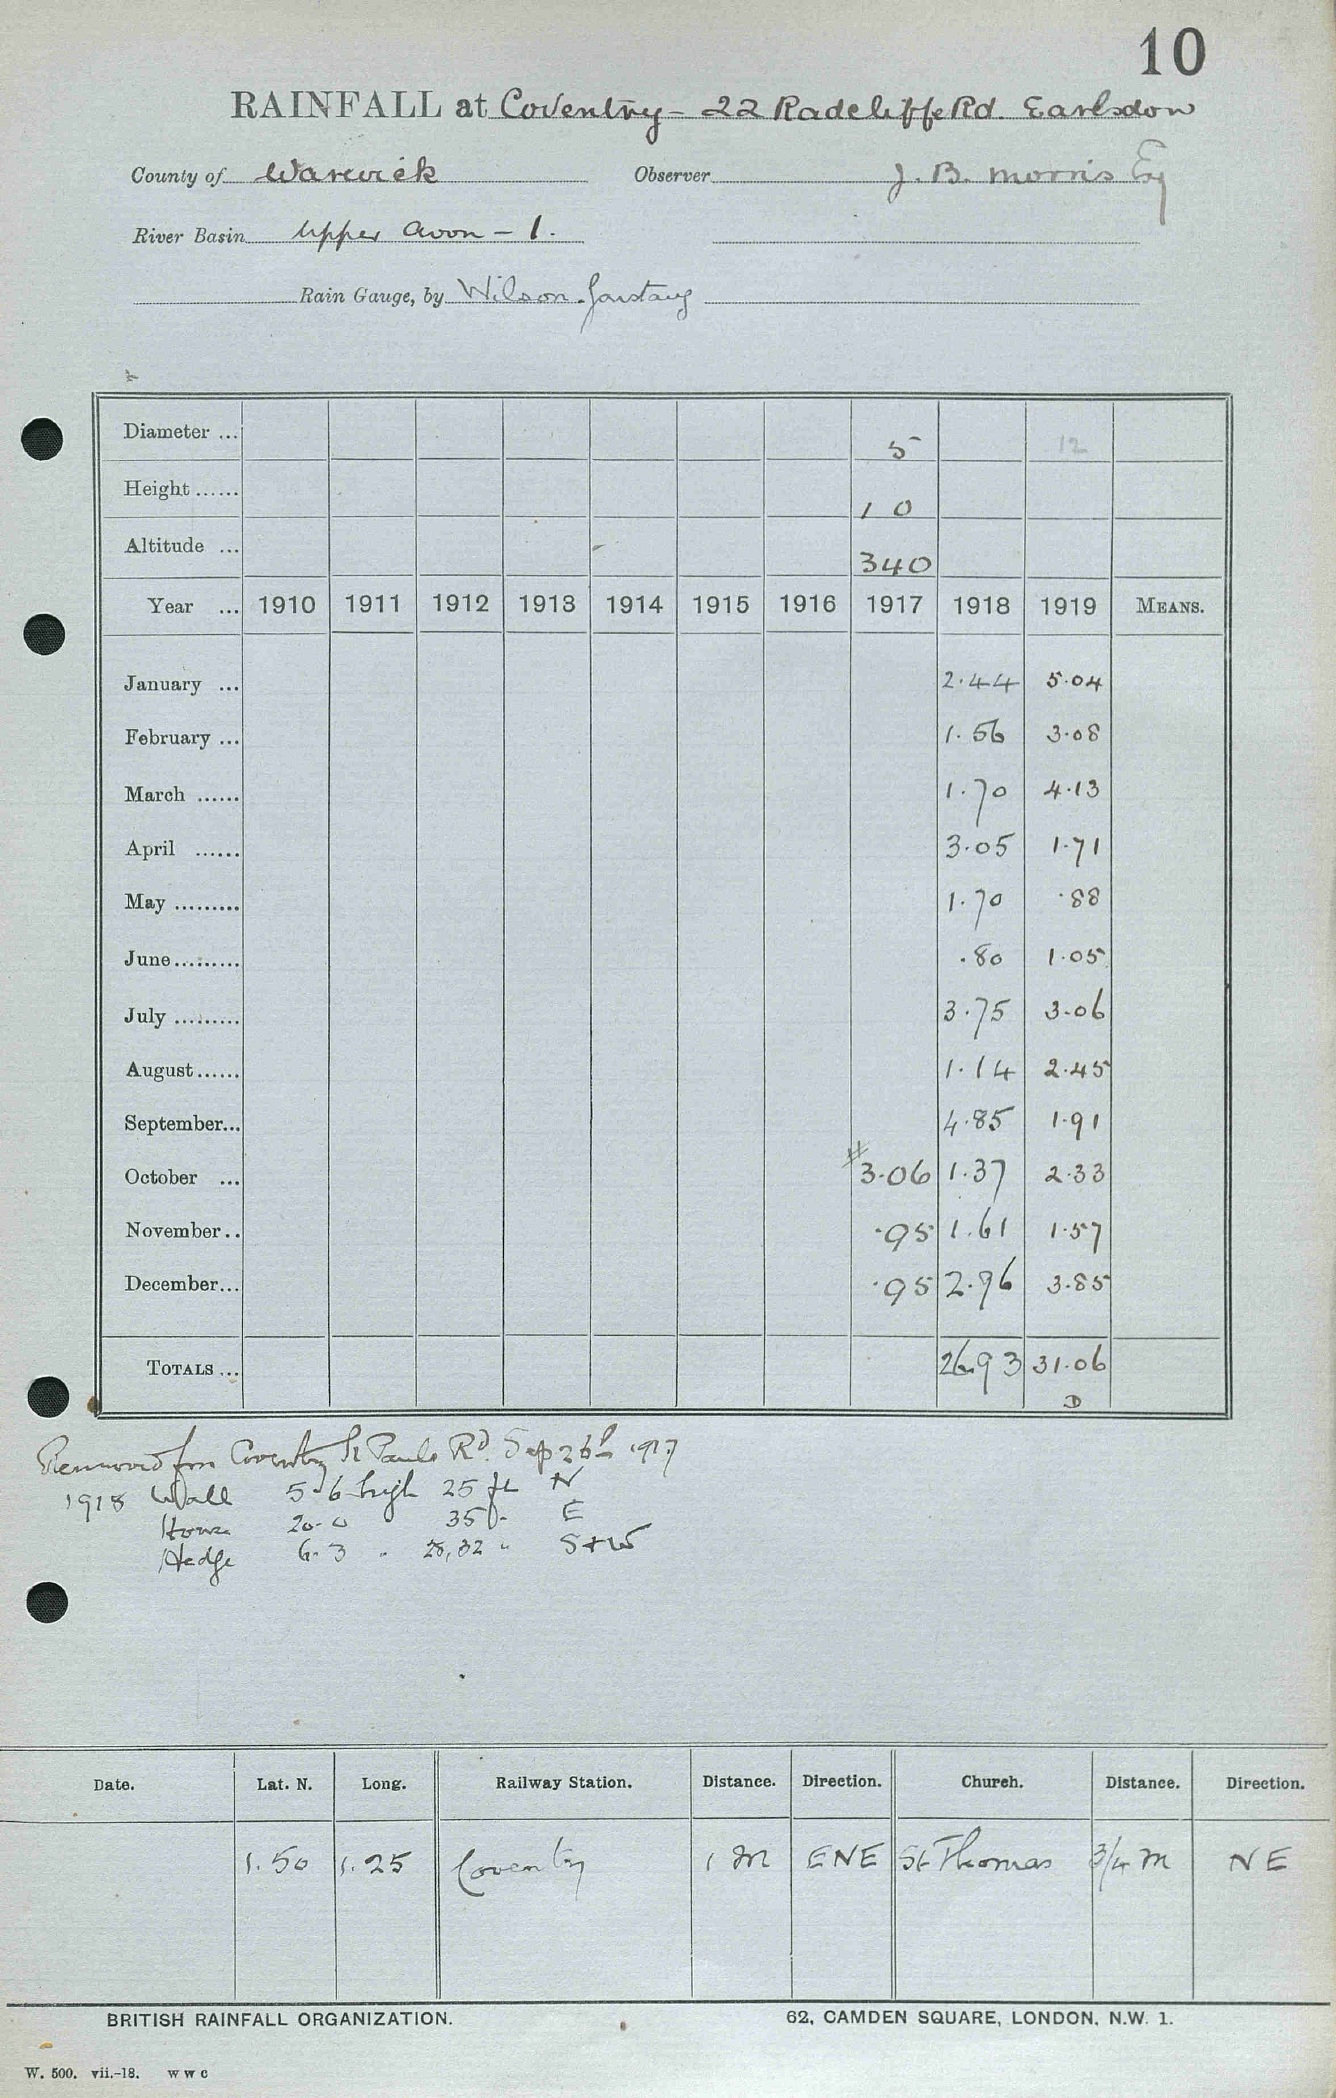 10
RAINFALL at Coventry - 22 Radcliffe Rd. Earlsdon
County of Warwick Observer J. B. Morris Esq
River Basin Upper Avon - 1.
Rain Gauge, by Wilson.
Diameter ... 5 12
Height ...... 1 0
Altitude ... 340
Year ... 1910 1911 1912 1913 1914 1915 1916 1917 1918 1919 MEANS.
January ... 2.44 5.04
February ... 1.56 3.08
March ...... 1.70 4.13
April ...... 3.05 1.71
May ......... 1.70 .88
June ......... .80 1.05
July ......... 3.75 3.06
August ...... 1.14 2.45
September... 4.85 1.91
October ... # 3.06 1.37 2.33
November.. .95 1.61 1.57
December... .95 2.96 3.85
TOTALS ... 26.93 31.06
D
Removed from Coventry St Pauls Rd. Sep 26th 1917
1918 Wall 5-6 high 25 ft N
House 20-0 35 E
Hedge 6-3 " 28, 32 " S+W
Date. Lat. N. Long. Railway Station. Distance. Direction. Church. Distance. Direction.
1.50 1.25 Coventry 1 M ENE St Thomas 3/4 M NE
BRITISH RAINFALL ORGANIZATION. 62, CAMDEN SQUARE, LONDON, N.W. 1.
W. 500. vii.-18. w w c